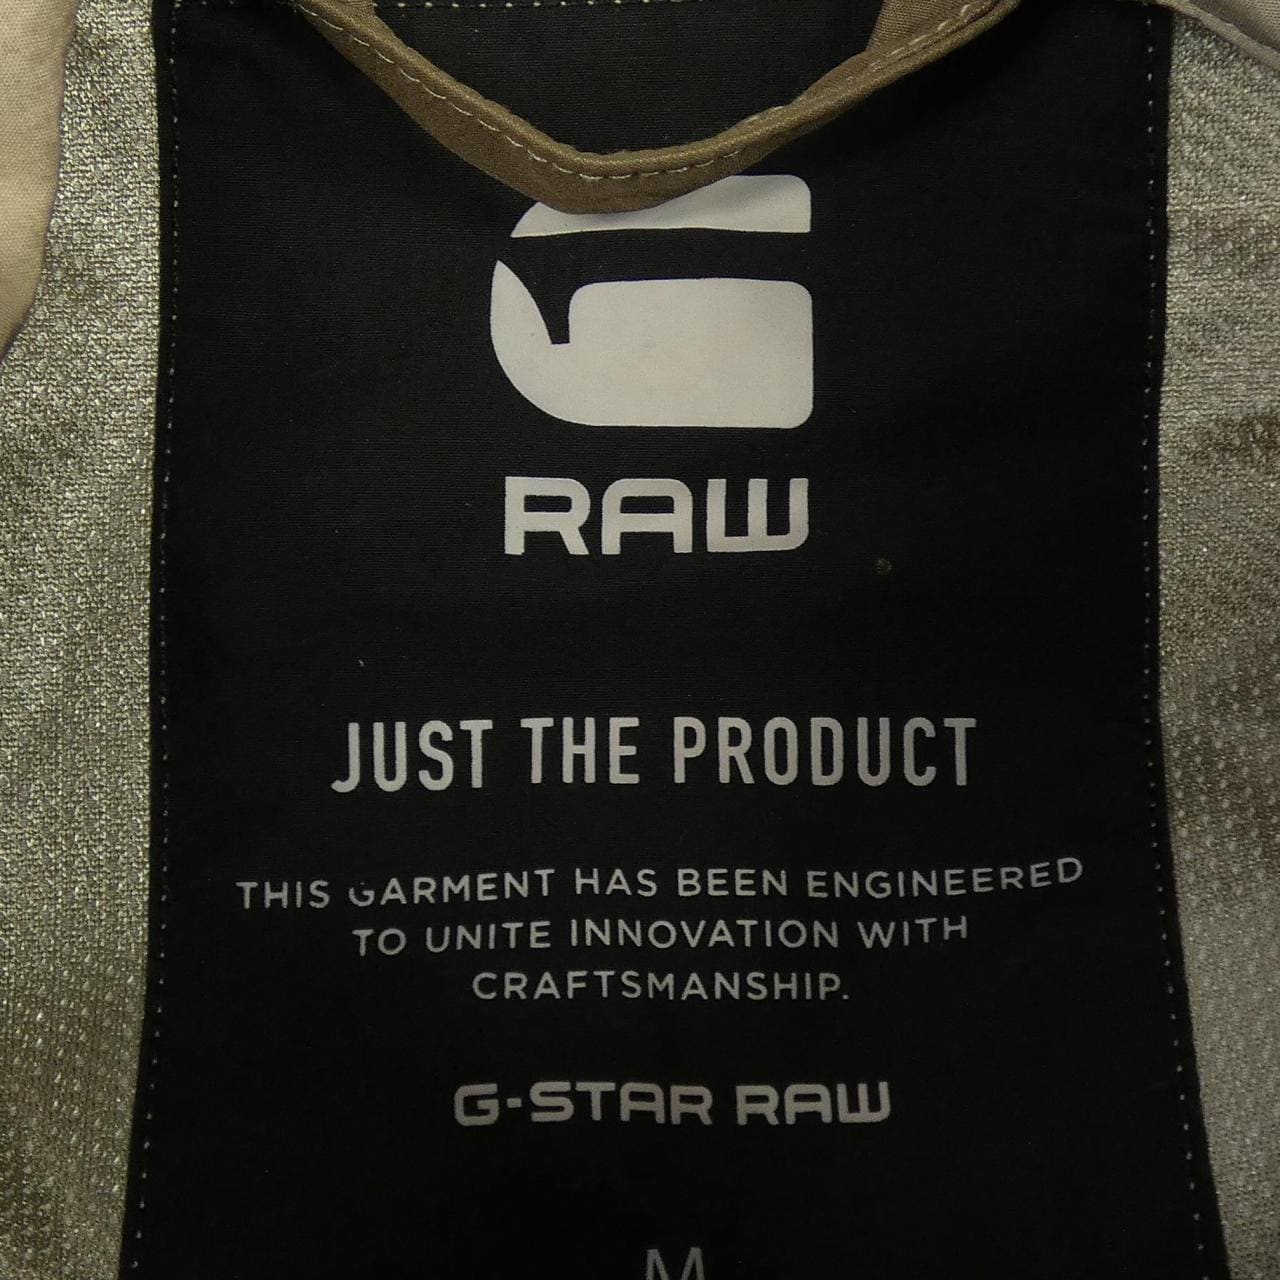 RAW
JUST THE PRODUCT
THIS GARMENT HAS BEEN ENGINEERED
TO UNITE INNOVATION WITH
CRAFTSMANSHIP.
G-STAR RAW
M